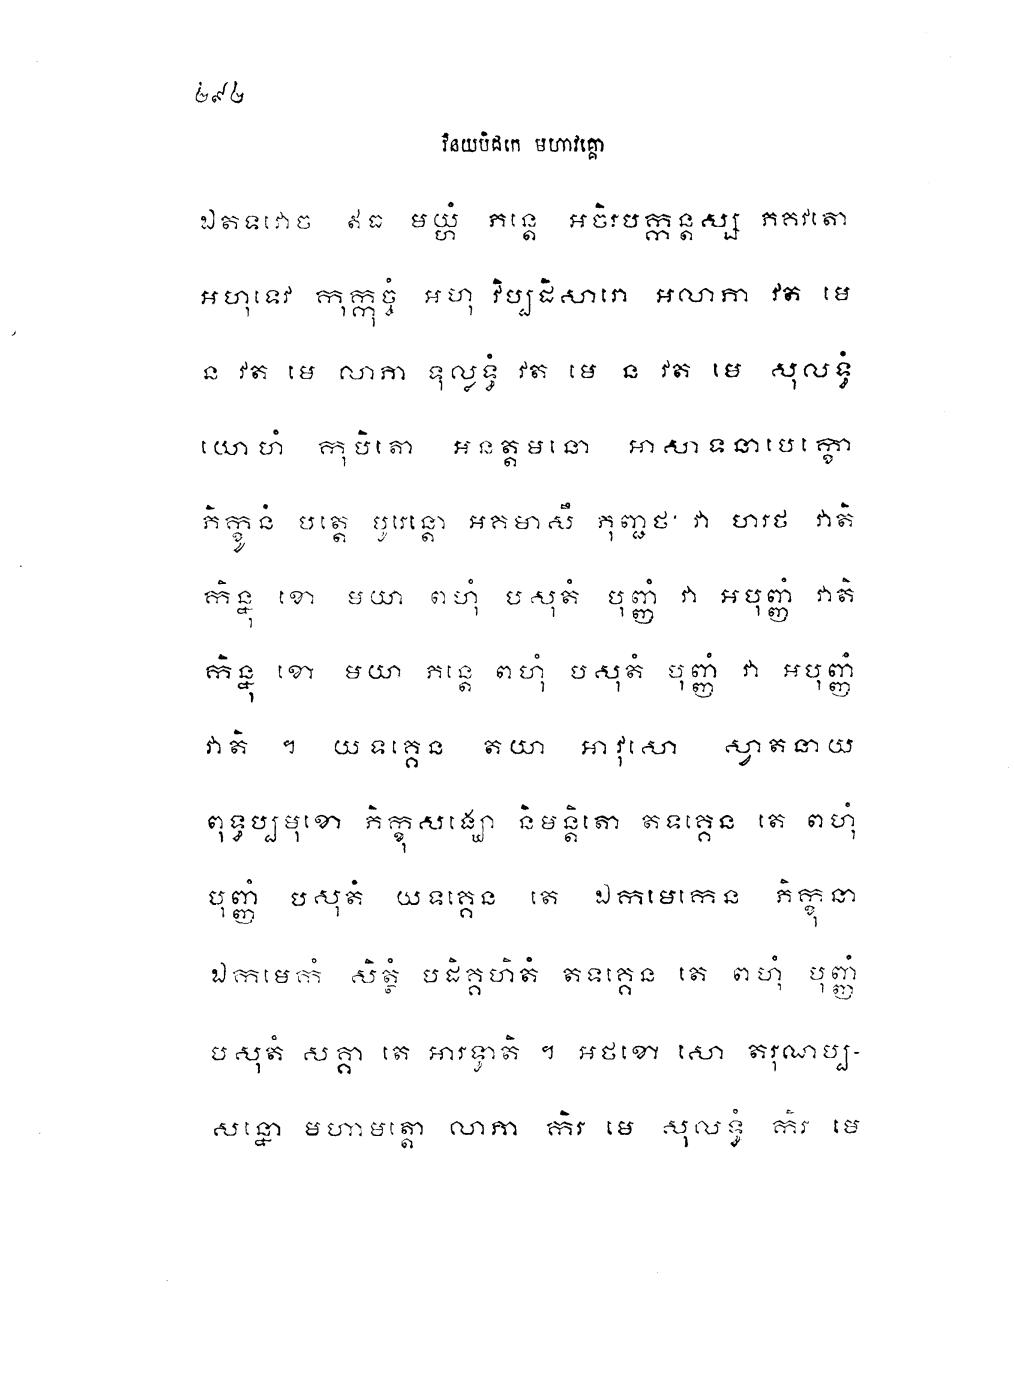 ២៩២
វិនយបិដកេ មហាវគ្គោ
ឯតទវោច ឥធ មយ្ហំ ភន្តេ អចិរបក្កន្តស្ស ភគវតោ
អហុទេវ កុក្កុច្ចំ អហុ វិប្បដិសារោ អលាភា វត មេ
ន វត មេ លាភា ទុល្លទ្ធំ វត មេ ន វត មេ សុលទ្ធំ
យោហំ កុបិតោ អនត្តមនោ អាសាទនាបេក្ខោ
ភិក្ខូនំ បត្តេ បូរេន្តោ អគមាសឹ ភុញ្ជថ វា ហរថ វាតិ
កិន្នុ ខោ មយា ពហុំ បសុតំ បុញ្ញំ វា អបុញ្ញំ វាតិ
កិន្នុ ខោ មយា ភន្តេ ពហុំ បសុតំ បុញ្ញំ វា អបុញ្ញំ
វាតិ ។ យទគ្គេន តយា អាវុសោ ស្វាតនាយ
ពុទ្ធប្បមុខោ ភិក្ខុសង្ឃោ និមន្តិតោ តទគ្គេន តេ ពហុំ
បុញ្ញំ បសុតំ យទគ្គេន តេ ឯកមេកេន ភិក្ខុនា
ឯកមេកំ សិត្ថំ បដិគ្គហិតំ តទគ្គេន តេ ពហុំ បុញ្ញំ
បសុតំ សគ្គា តេ អារទ្ធាតិ ។ អថខោ សោ តរុណប្ប-
សន្នោ មហាមត្តោ លាភា កិរ មេ សុលទ្ធំ កិរ មេ